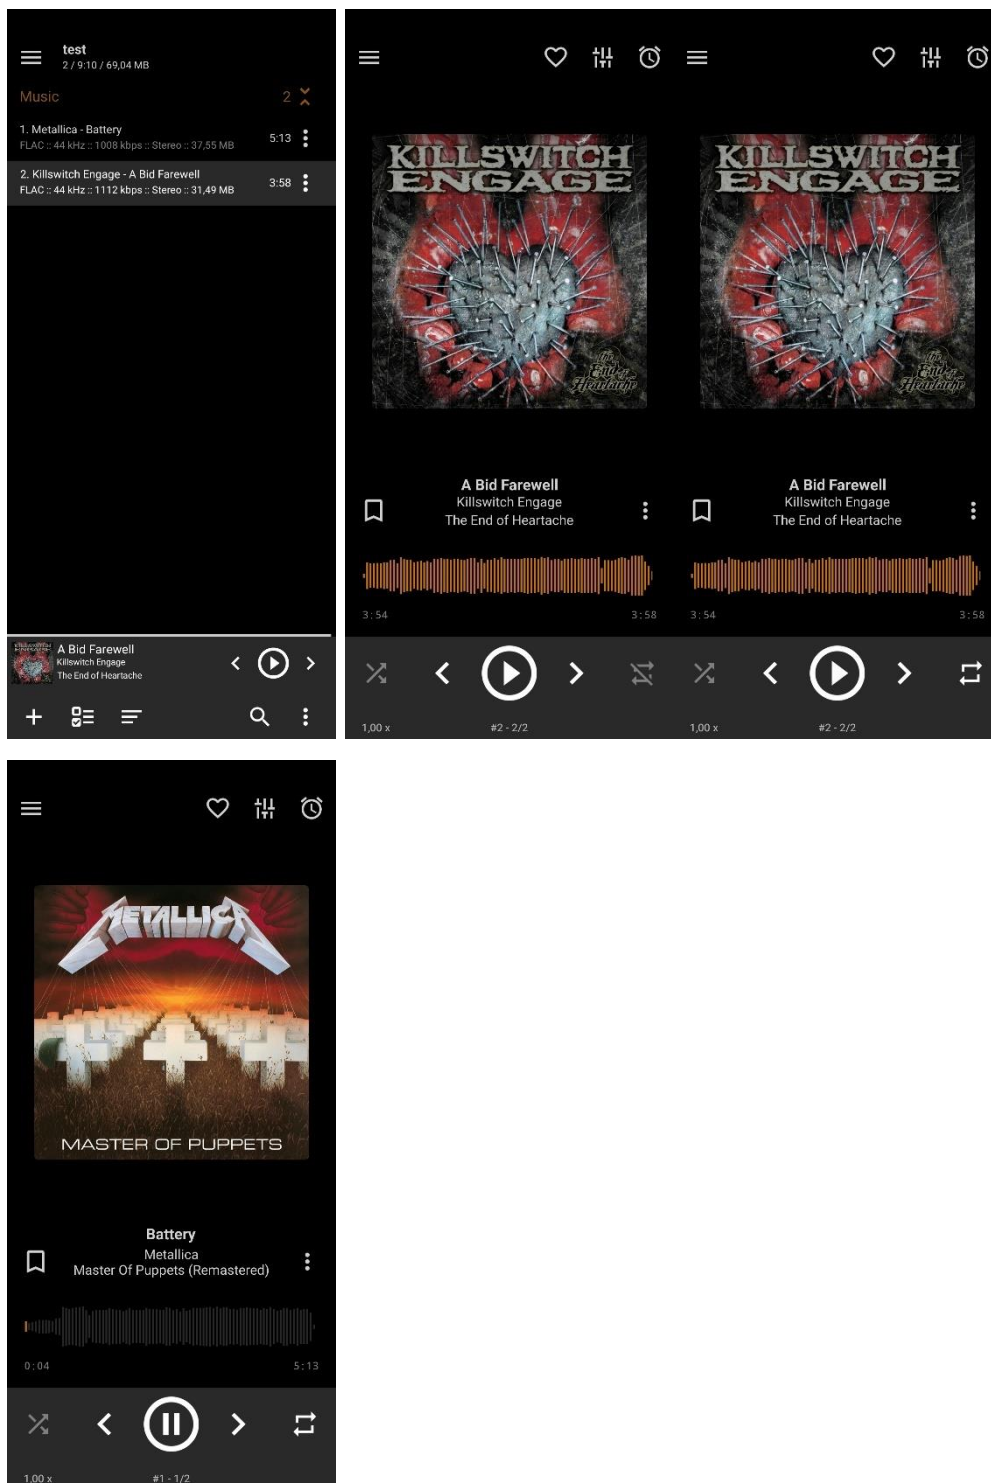 test
2 / 9:10 / 69,04 MB
Music 2
1. Metallica - Battery
FLAC :: 44 kHz :: 1008 kbps :: Stereo :: 37,55 MB
5:13
2. Killswitch Engage - A Bid Farewell
FLAC :: 44 kHz :: 1112 kbps :: Stereo :: 31,49 MB
3:58
KILLSWITCH
ENGAGE
A Bid Farewell
Killswitch Engage
The End of Heartache
KILLSWITCH
ENGAGE
The
End
of
Heartache
A Bid Farewell
Killswitch Engage
The End of Heartache
3:54 3:58
1,00 x #2 - 2/2
KILLSWITCH
ENGAGE
The
End
of
Heartache
A Bid Farewell
Killswitch Engage
The End of Heartache
3:54 3:58
1,00 x #2 - 2/2
METALLICA
MASTER OF PUPPETS
Battery
Metallica
Master Of Puppets (Remastered)
0:04 5:13
1,00 x #1 - 1/2